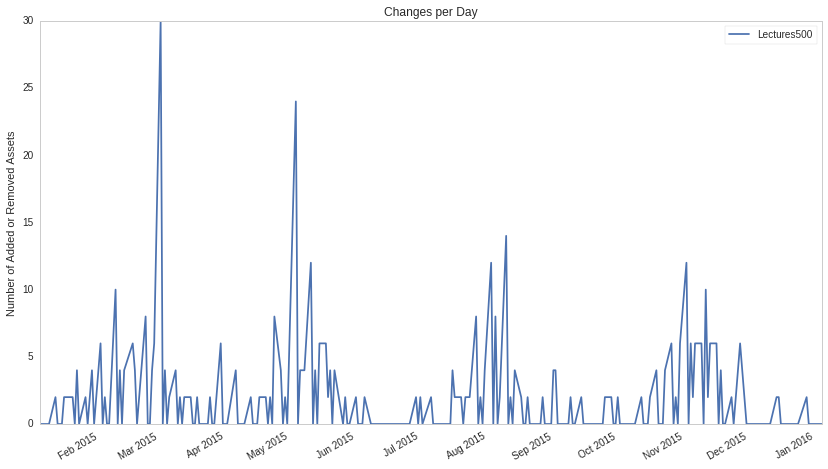 Changes per Day
Lectures500
Number of Added or Removed Assets
30
25
20
15
10
5
0
Feb 2015
Mar 2015
Apr 2015
May 2015
Jun 2015
Jul 2015
Aug 2015
Sep 2015
Oct 2015
Nov 2015
Dec 2015
Jan 2016